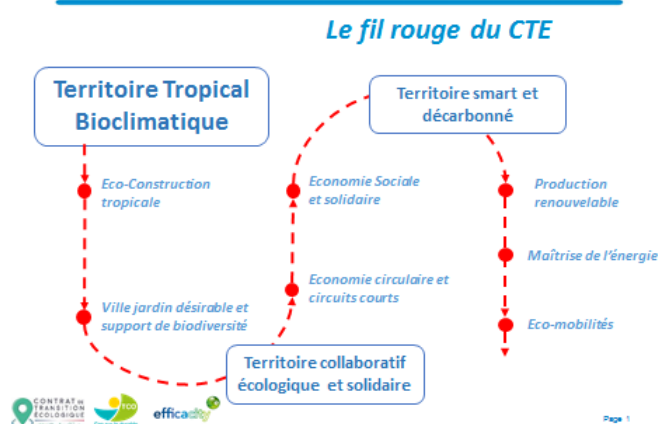 Le fil rouge du CTE
Territoire Tropical
Bioclimatique
Eco-Construction
tropicale
Ville jardin désirable et
support de biodiversité
Territoire collaboratif
écologique et solidaire
Economie circulaire et
circuits courts
Economie Sociale
et solidaire
Territoire smart et
décarbonné
Production
renouvelable
Maîtrise de l'énergie
Eco-mobilités
CONTRAT DE
TRANSITION
ÉCOLOGIQUE
TCO
efficacity
Page 1